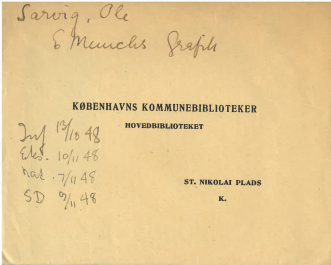 Sarvig, Ole
E Munchs Grafik
KØBENHAVNS KOMMUNEBIBLIOTEKER
HOVEDBIBLIOTEKET
Inf 13/10 48
Eks. 10/11 48
Nat. 7/11 48
SD 9/11 48
ST. NIKOLAI PLADS
K.